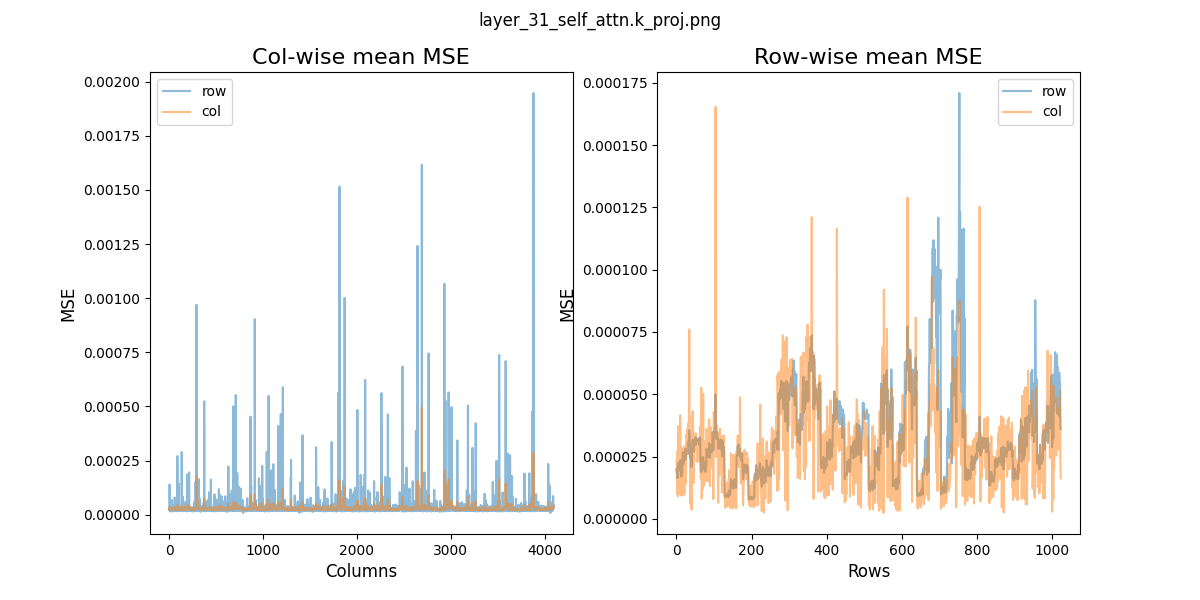 layer_31_self_attn.k_proj.png
Col-wise mean MSE
row
col
MSE
0.00200
0.00175
0.00150
0.00125
0.00100
0.00075
0.00050
0.00025
0.00000
0 1000 2000 3000 4000
Columns
Row-wise mean MSE
row
col
MSE
0.000175
0.000150
0.000125
0.000100
0.000075
0.000050
0.000025
0.000000
0 200 400 600 800 1000
Rows